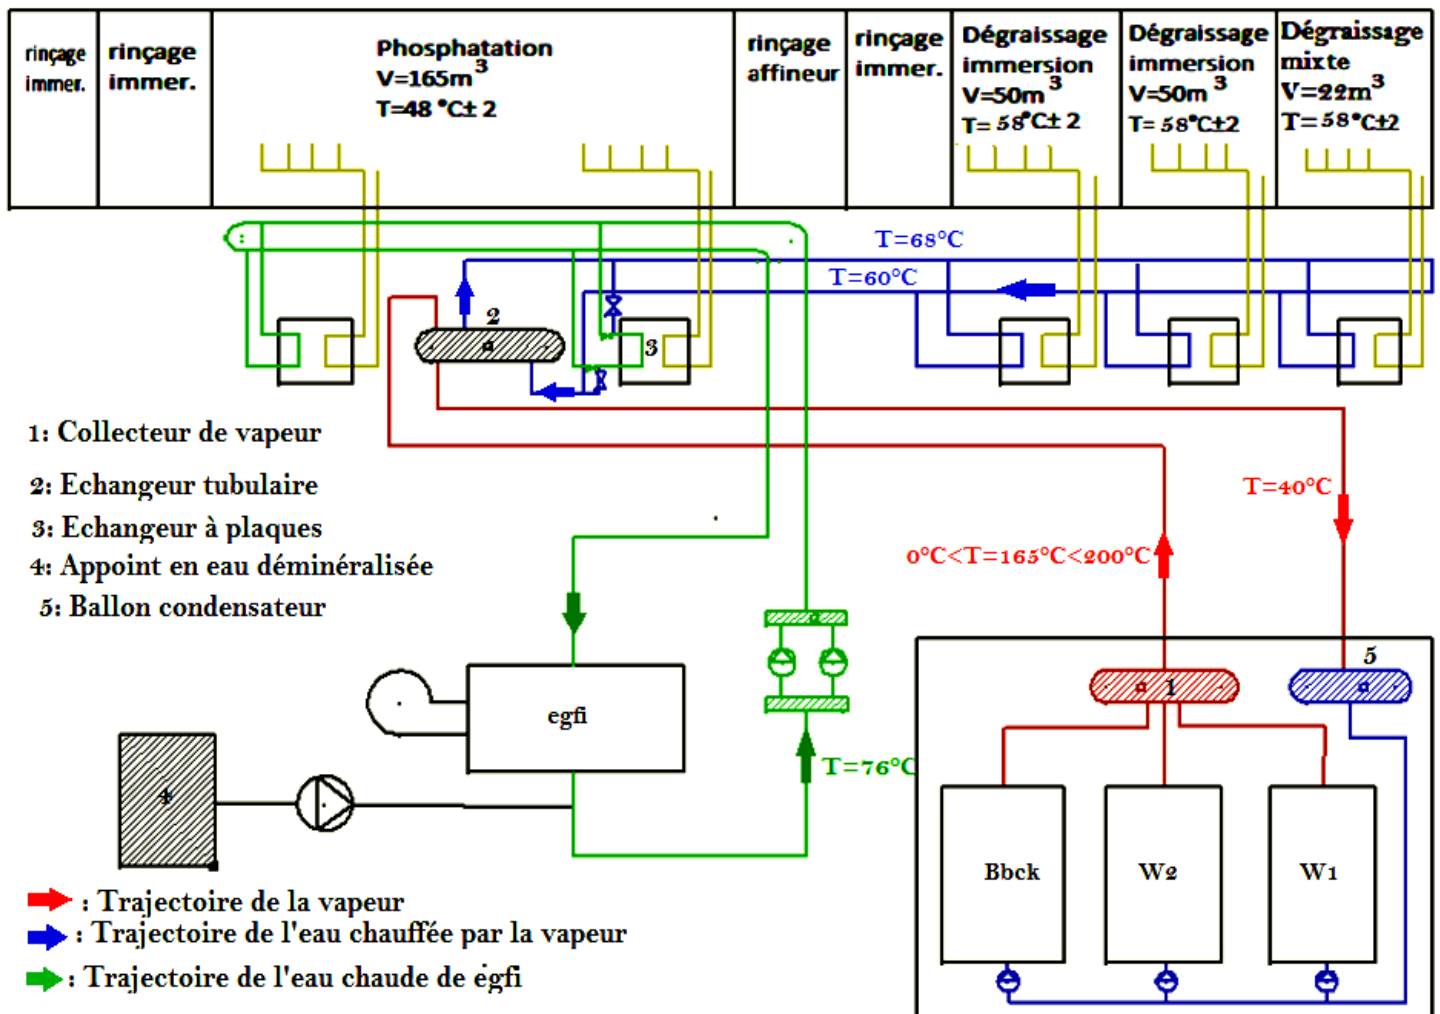 rinçage
immer.
rinçage
immer.
Phosphatation
V=165m³
T=48 °C± 2
rinçage
affineur
rinçage
immer.
Dégraissage
immersion
V=50m³
T= 58°C± 2
Dégraissage
immersion
V=50m³
T= 58°C±2
Dégraissage
mixte
V=22m³
T=58°C±2
T=68°C
T=60°C
2
3
1: Collecteur de vapeur
2: Echangeur tubulaire
3: Echangeur à plaques
4: Appoint en eau déminéralisée
5: Ballon condensateur
T=40°C
0°C<T=165°C<200°C
5
1
egfi
T=76°C
4
Bbck
W2
W1
: Trajectoire de la vapeur
: Trajectoire de l'eau chauffée par la vapeur
: Trajectoire de l'eau chaude de egfi